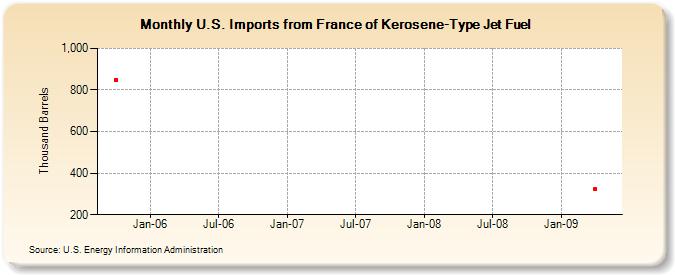 Monthly U.S. Imports from France of Kerosene-Type Jet Fuel
Thousand Barrels
1,000
800
600
400
200
Jan-06 Jul-06 Jan-07 Jul-07 Jan-08 Jul-08 Jan-09
Source: U.S. Energy Information Administration